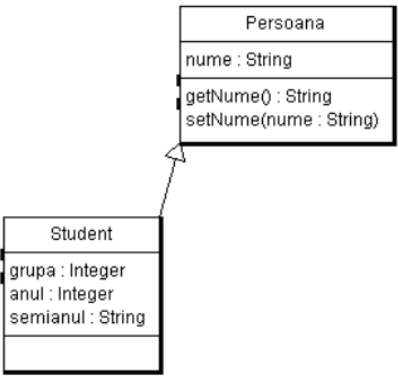 Persoana
nume : String
getNume() : String
setNume(nume : String)
Student
grupa : Integer
anul : Integer
semianul : String